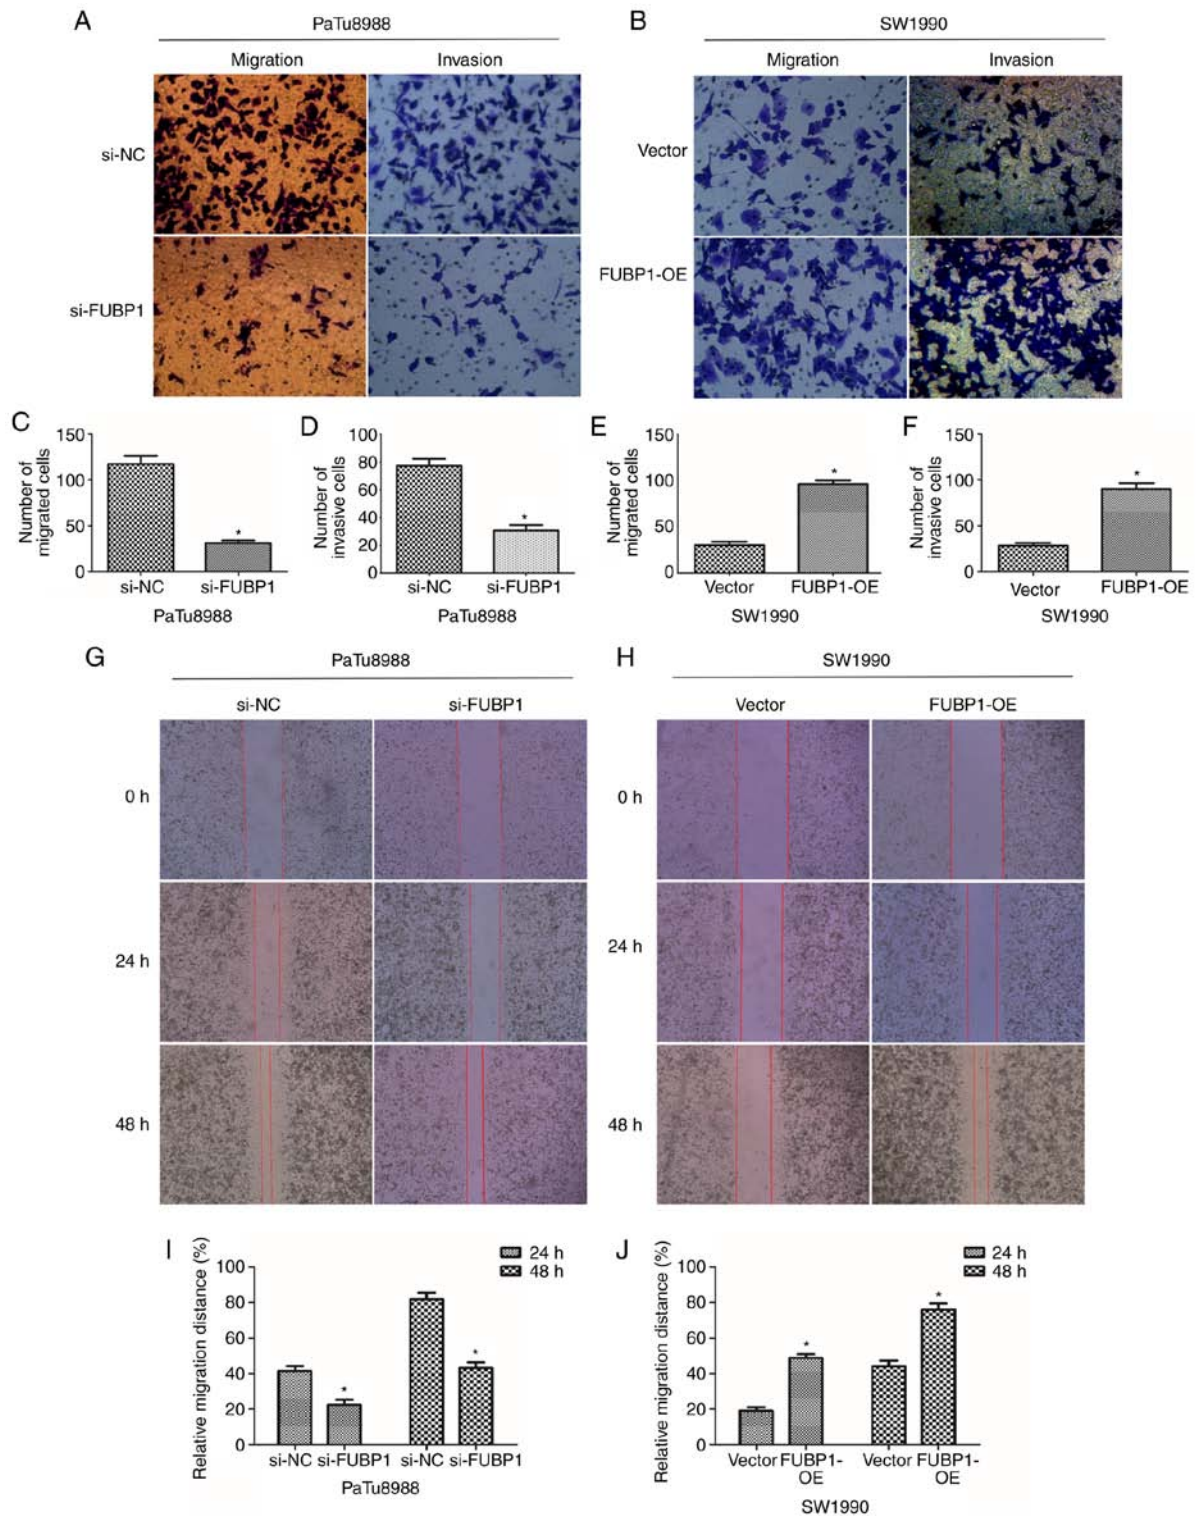 A
PaTu8988
Migration
Invasion
si-NC
si-FUBP1
B
SW1990
Migration
Invasion
Vector
FUBP1-OE
C
Number of
migrated cells
150
100
50
0
*
si-NC
si-FUBP1
PaTu8988
D
Number of
invasive cells
100
80
60
40
20
0
*
si-NC
si-FUBP1
PaTu8988
E
Number of
migrated cells
150
100
50
0
*
Vector
FUBP1-OE
SW1990
F
Number of
invasive cells
150
100
50
0
*
Vector
FUBP1-OE
SW1990
G
PaTu8988
si-NC
si-FUBP1
0 h
24 h
48 h
H
SW1990
Vector
FUBP1-OE
0 h
24 h
48 h
I
Relative migration distance (%)
100
80
60
40
20
0
24 h
48 h
*
*
si-NC si-FUBP1
si-NC si-FUBP1
PaTu8988
J
Relative migration distance (%)
100
80
60
40
20
0
24 h
48 h
*
*
Vector FUBP1-
OE
Vector FUBP1-
OE
SW1990